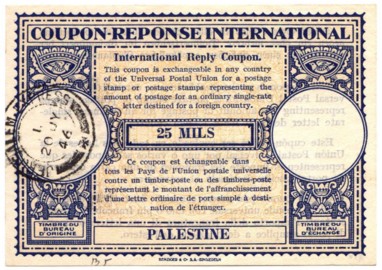 COUPON-REPONSE INTERNATIONAL
International Reply Coupon.
This coupon is exchangeable in any country
of the Universal Postal Union for a postage
stamp or postage stamps representing the
amount of postage for an ordinary single-rate
letter destined for a foreign country.
JERUSALEM
20 JY
46
25 MILS
Ce coupon est échangeable dans
tous les Pays de l'Union postale universelle
contre un timbre-poste ou des timbres-poste
représentant le montant de l'affranchissement
d'une lettre ordinaire de port simple à desti-
nation de l'étranger.
TIMBRE DU
BUREAU
D'ORIGINE
PALESTINE
TIMBRE DU
BUREAU
D'ÉCHANGE